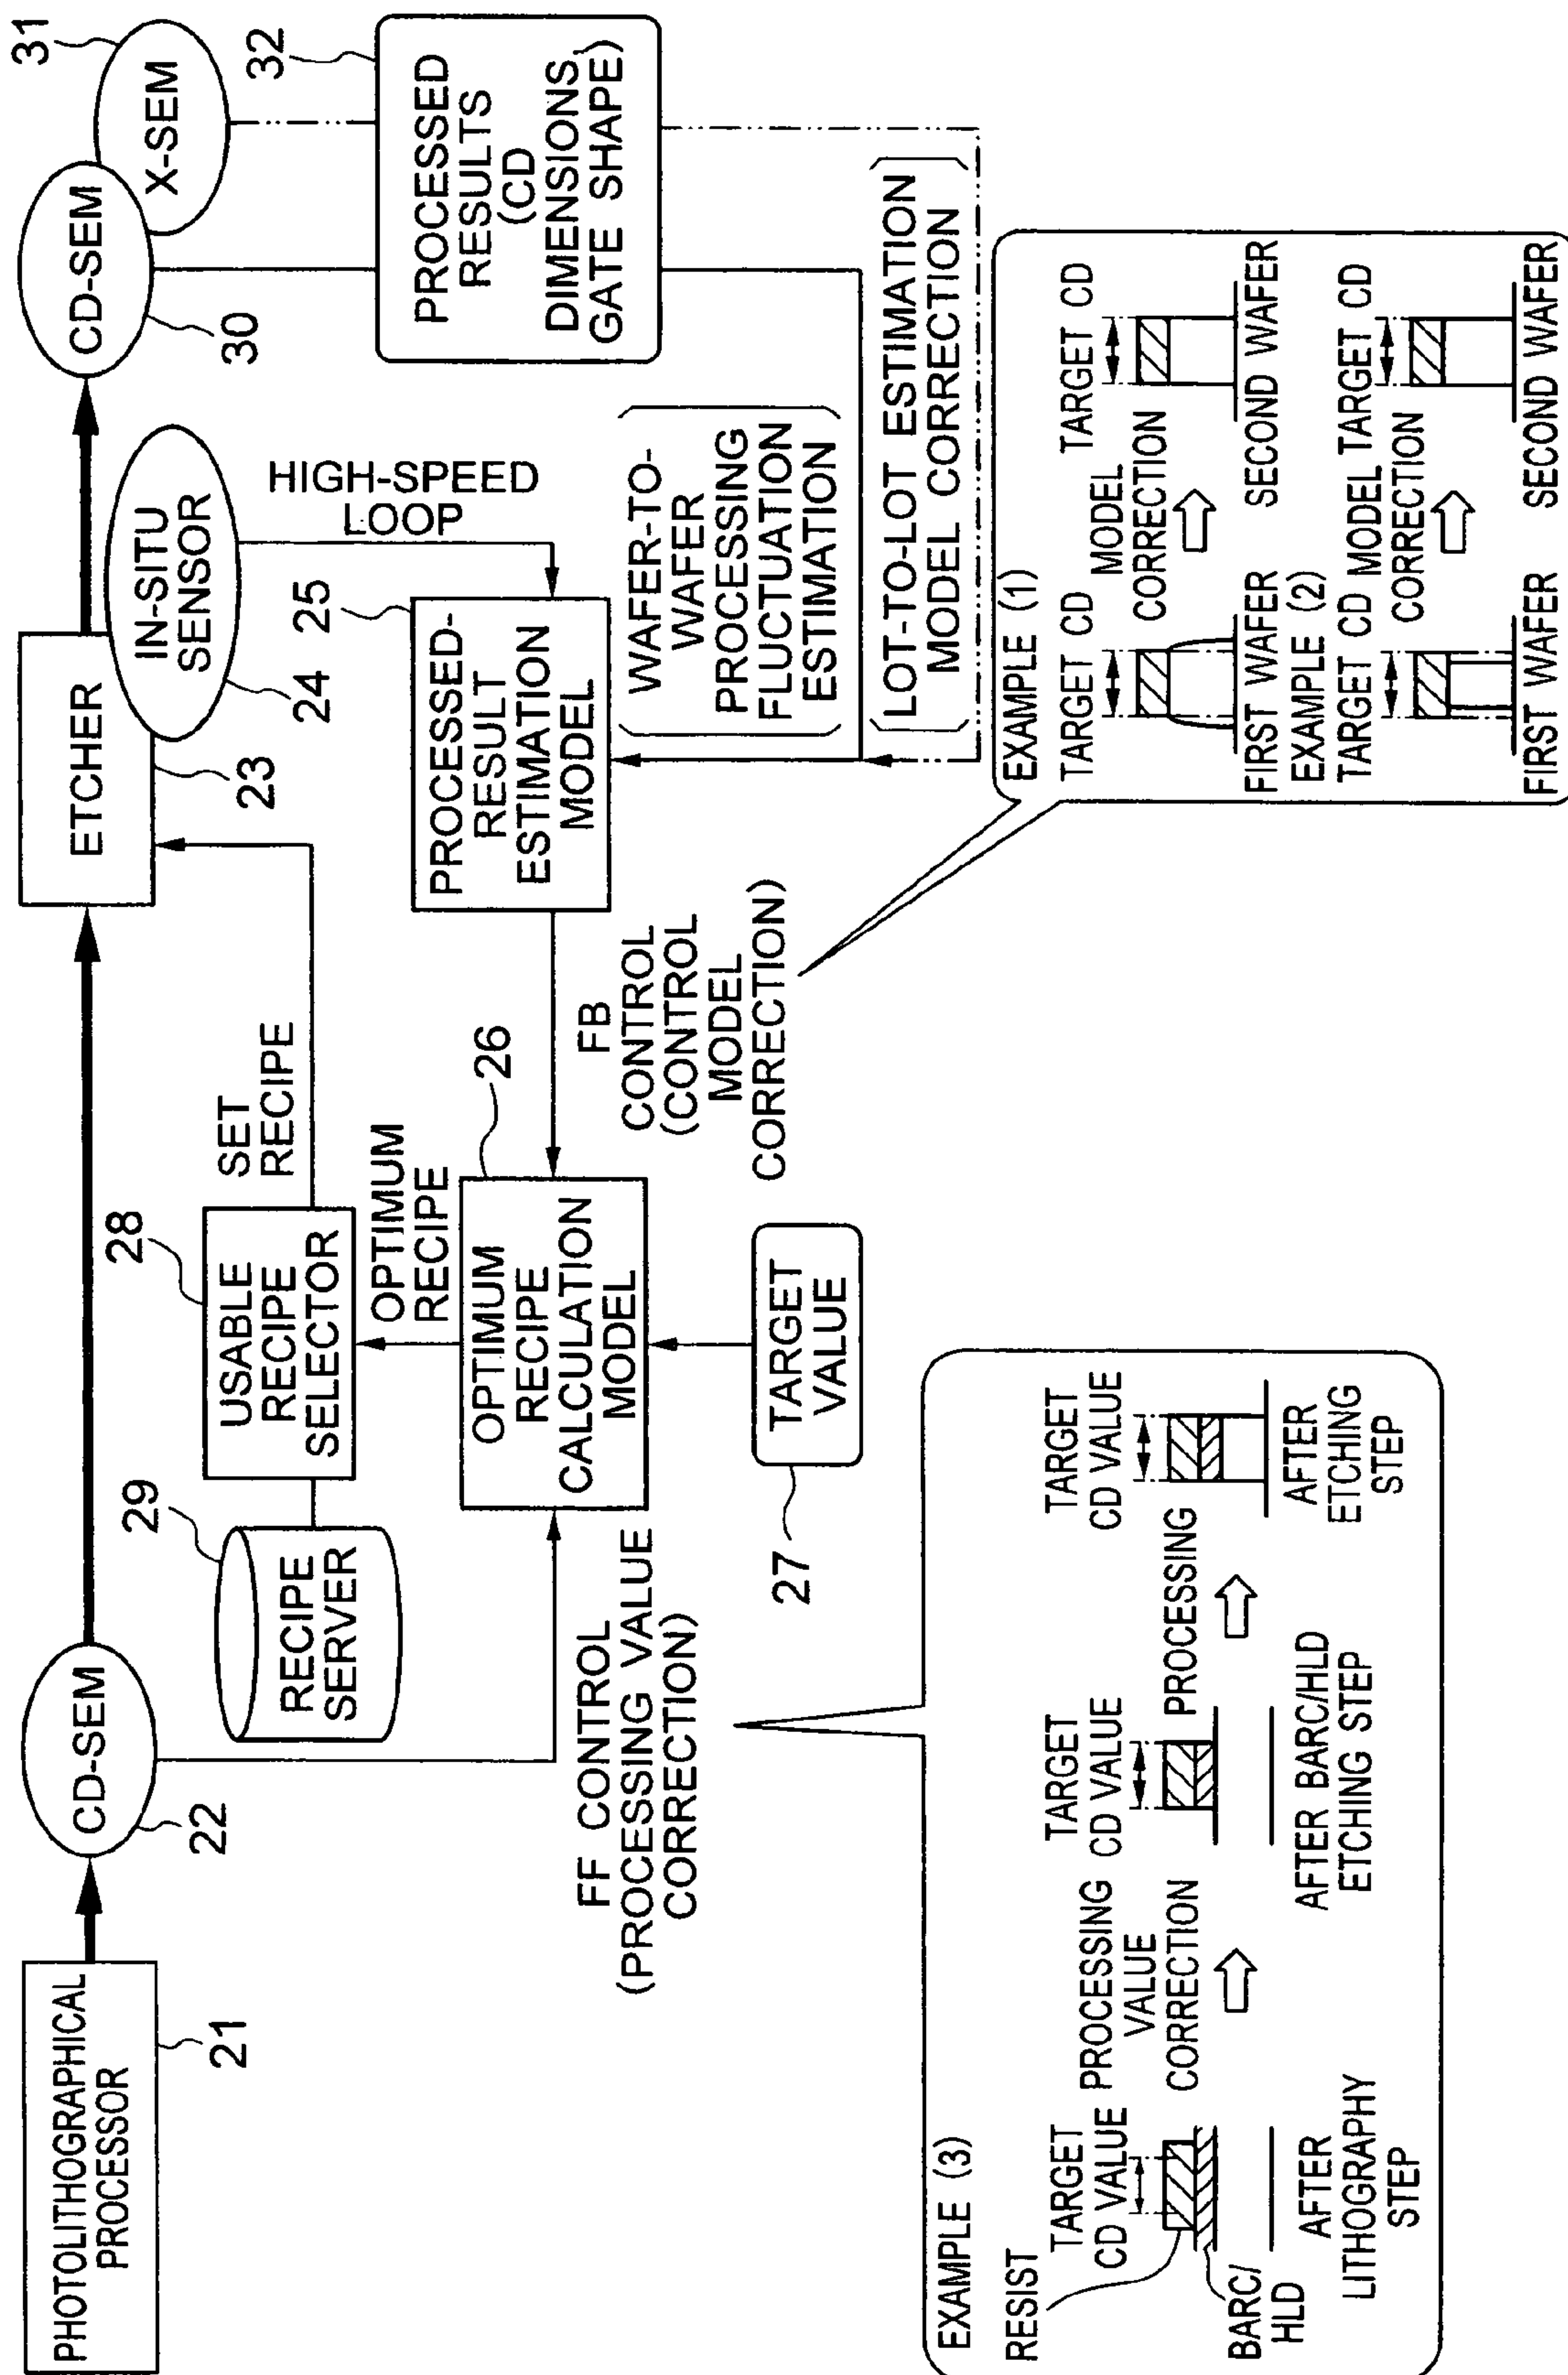 PHOTOLITHOGRAPHICAL
PROCESSOR
21
CD-SEM
22
ETCHER
23
IN-SITU
SENSOR
24
CD-SEM
30
X-SEM
31
RECIPE
SERVER
29
USABLE
RECIPE
SELECTOR
28
SET
RECIPE
OPTIMUM
RECIPE
OPTIMUM
RECIPE
CALCULATION
MODEL
26
TARGET
VALUE
27
HIGH-SPEED
LOOP
PROCESSED-
RESULT
ESTIMATION
MODEL
25
PROCESSED
RESULTS
(CD
DIMENSIONS,
GATE SHAPE)
32
FF CONTROL
(PROCESSING VALUE
CORRECTION)
FB
CONTROL
(CONTROL
MODEL
CORRECTION)
WAFER-TO-
WAFER
PROCESSING
FLUCTUATION
ESTIMATION
LOT-TO-LOT ESTIMATION
MODEL CORRECTION
EXAMPLE (3)
RESIST
BARC/
HLD
TARGET
CD VALUE
AFTER
LITHOGRAPHY
STEP
PROCESSING
VALUE
CORRECTION
TARGET
CD VALUE
AFTER BARC/HLD
ETCHING STEP
PROCESSING
TARGET
CD VALUE
AFTER
ETCHING
STEP
EXAMPLE (1)
TARGET CD
MODEL
CORRECTION
TARGET CD
FIRST WAFER
SECOND WAFER
EXAMPLE (2)
TARGET CD
MODEL
CORRECTION
TARGET CD
FIRST WAFER
SECOND WAFER